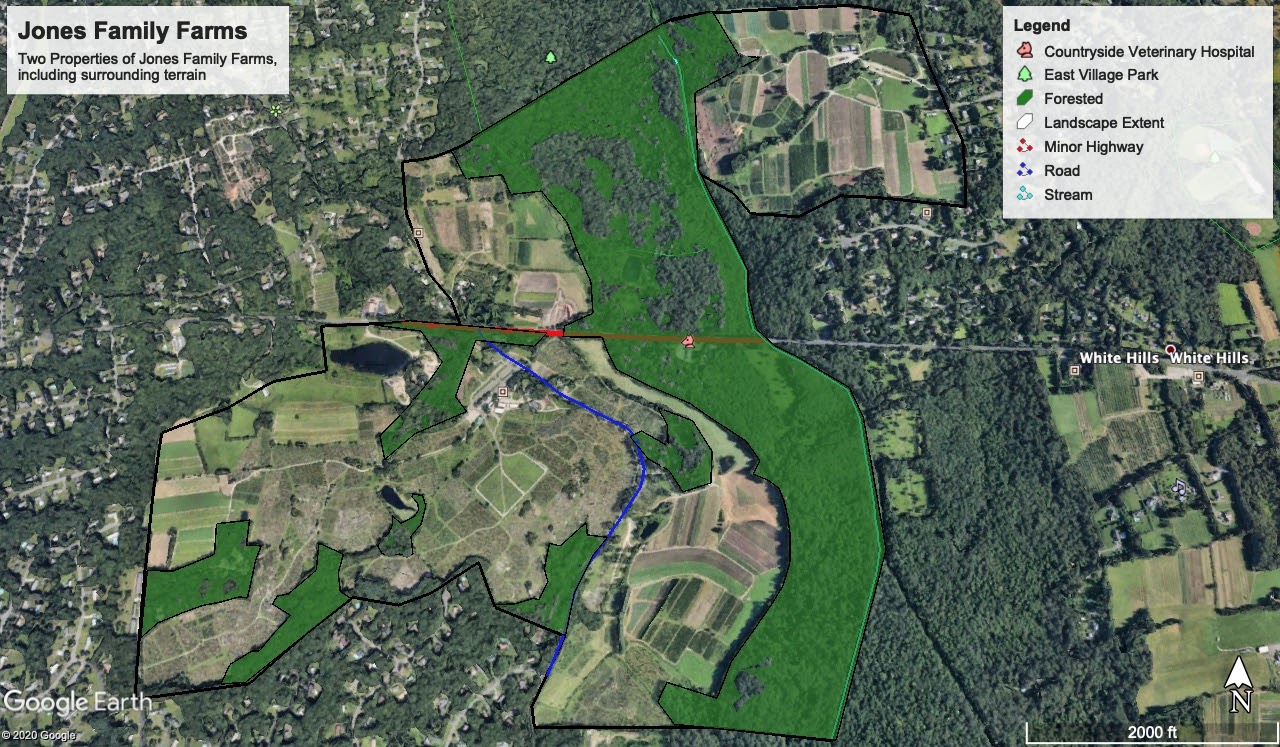 Jones Family Farms
Two Properties of Jones Family Farms,
including surrounding terrain
Legend
Countryside Veterinary Hospital
East Village Park
Forested
Landscape Extent
Minor Highway
Road
Stream
White Hills White Hills
Google Earth
N
© 2020 Google
2000 ft